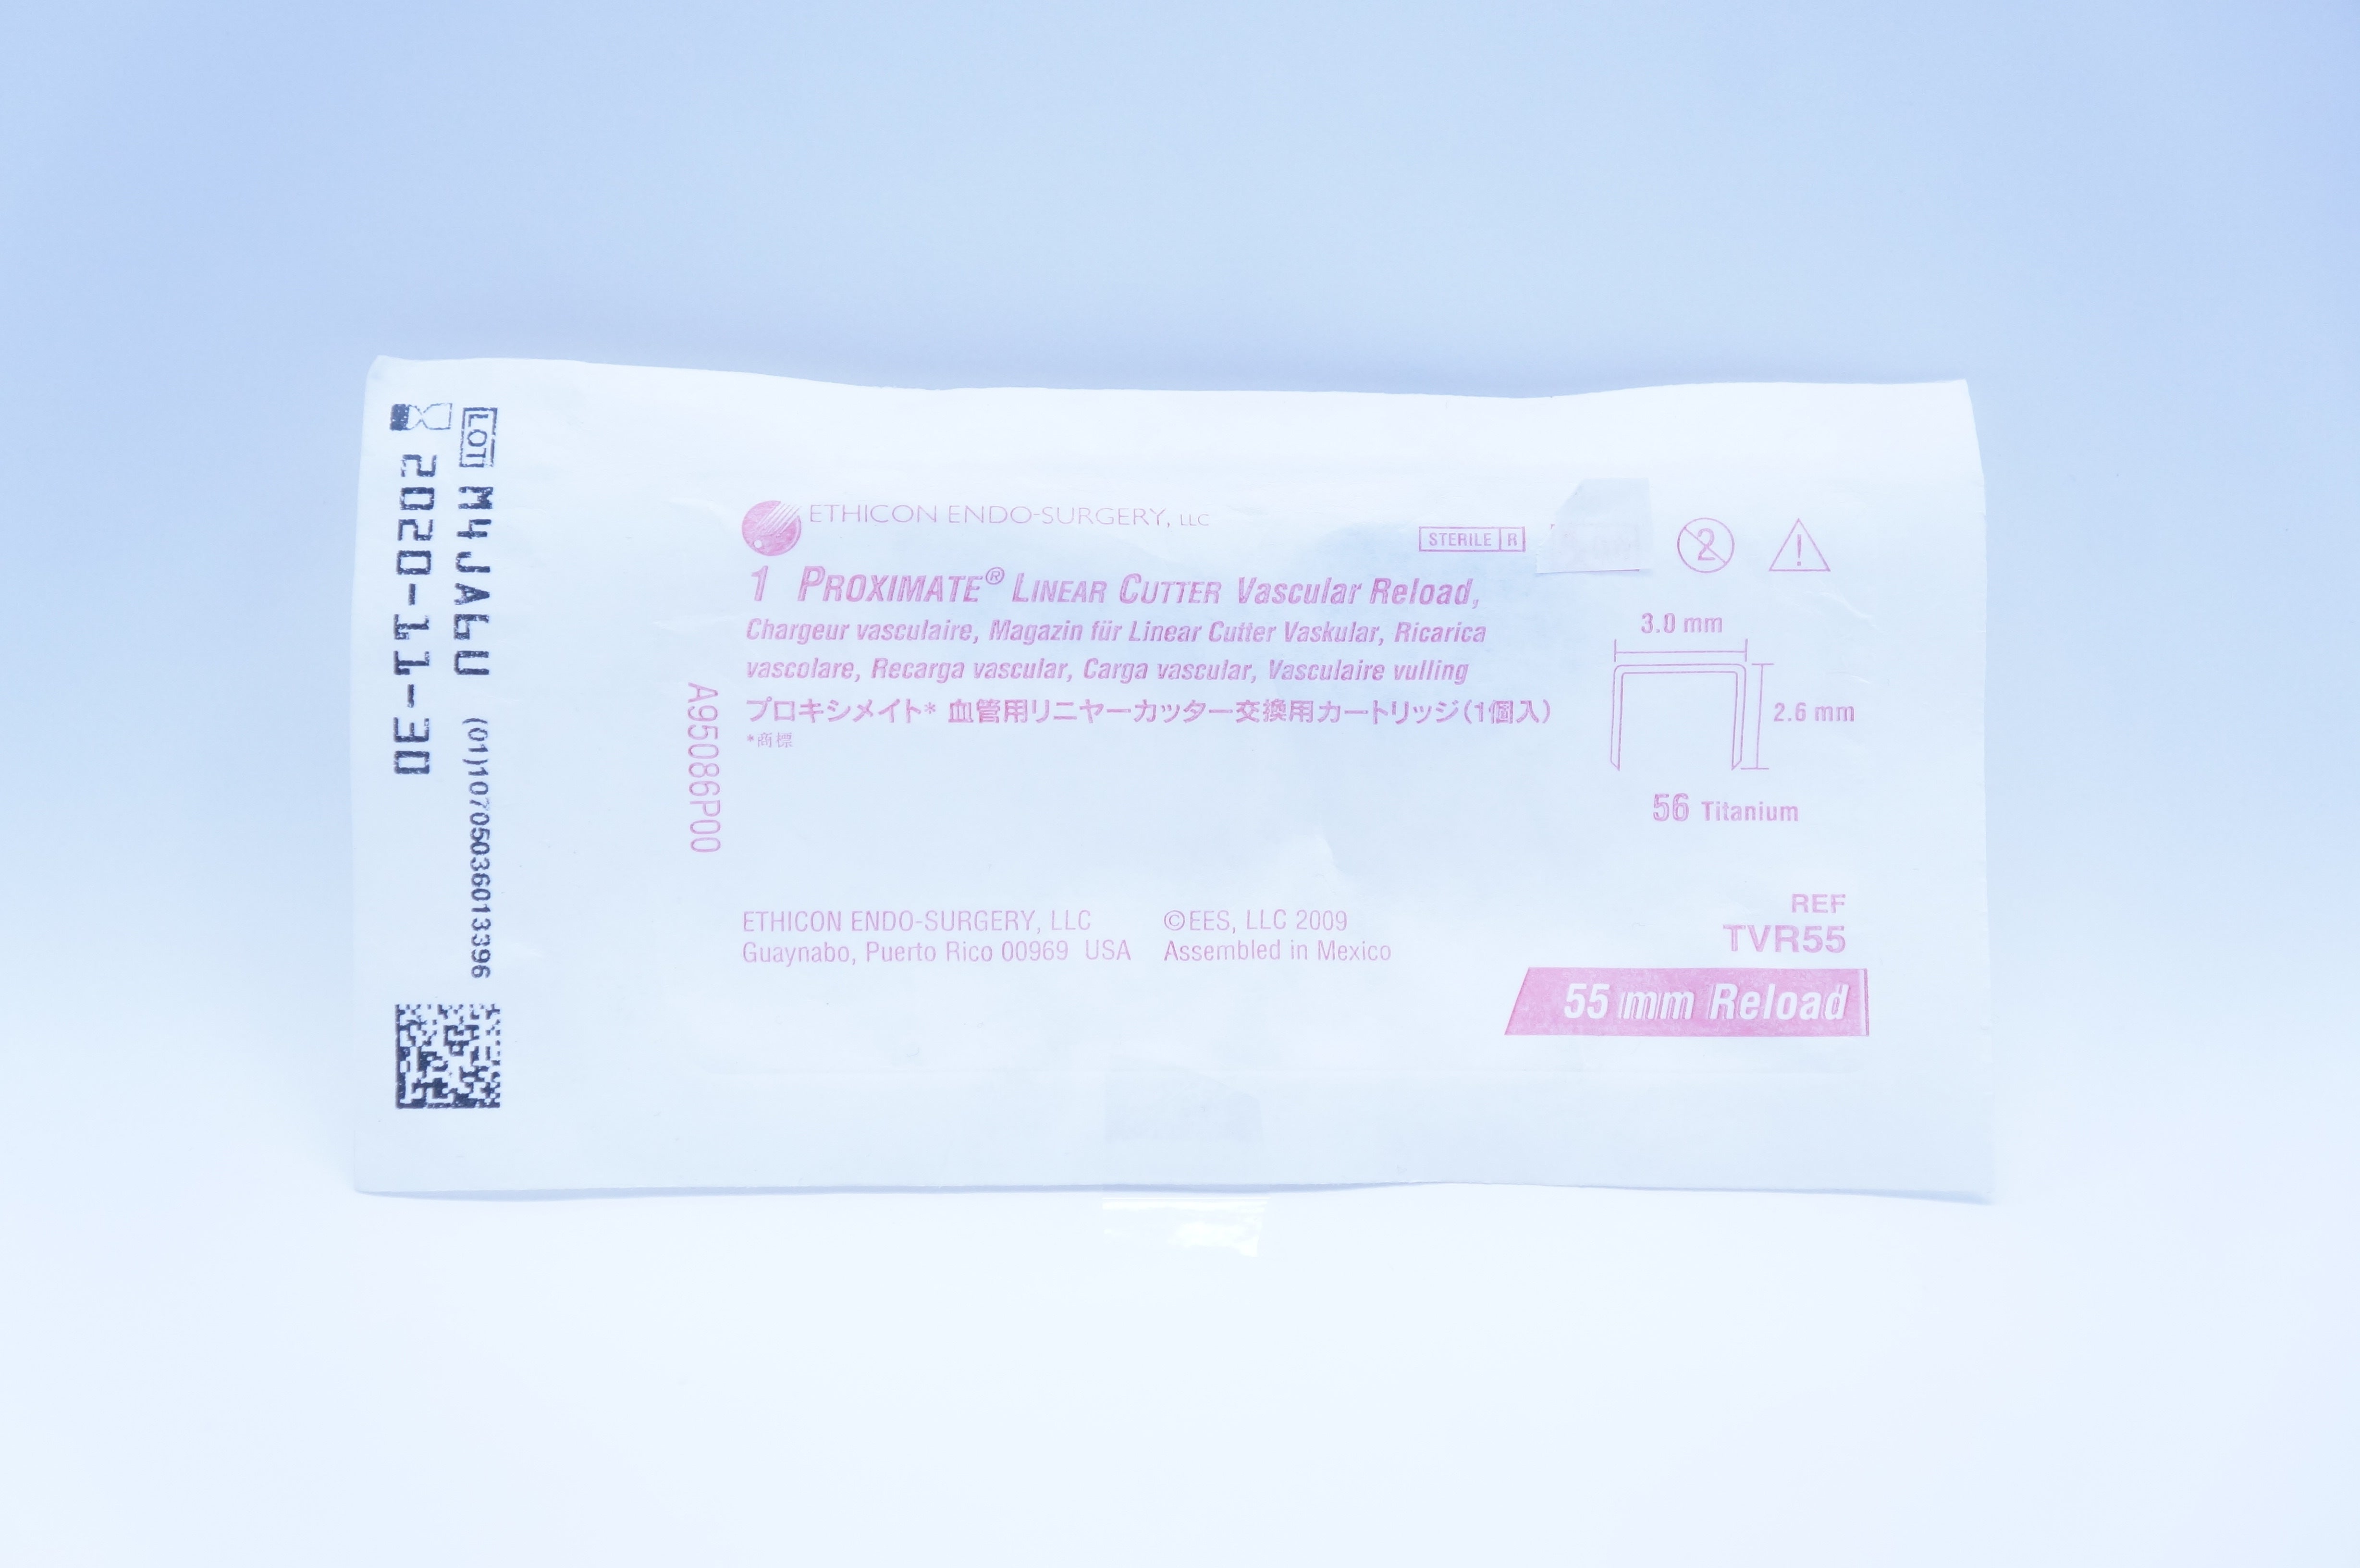 LOT M4JALU (01)10705036013396
2020-11-30
A95086P00
ETHICON ENDO-SURGERY, LLC
STERILE R
2
!
1 PROXIMATE® LINEAR CUTTER Vascular Reload,
Chargeur vasculaire, Magazin für Linear Cutter Vaskular, Ricarica
vascolare, Recarga vascular, Carga vascular, Vasculaire vulling
プロキシメイト* 血管用リニヤーカッター交換用カートリッジ(1個入)
*商標
3.0 mm
2.6 mm
56 Titanium
ETHICON ENDO-SURGERY, LLC
Guaynabo, Puerto Rico 00969 USA
©EES, LLC 2009
Assembled in Mexico
REF
TVR55
55 mm Reload